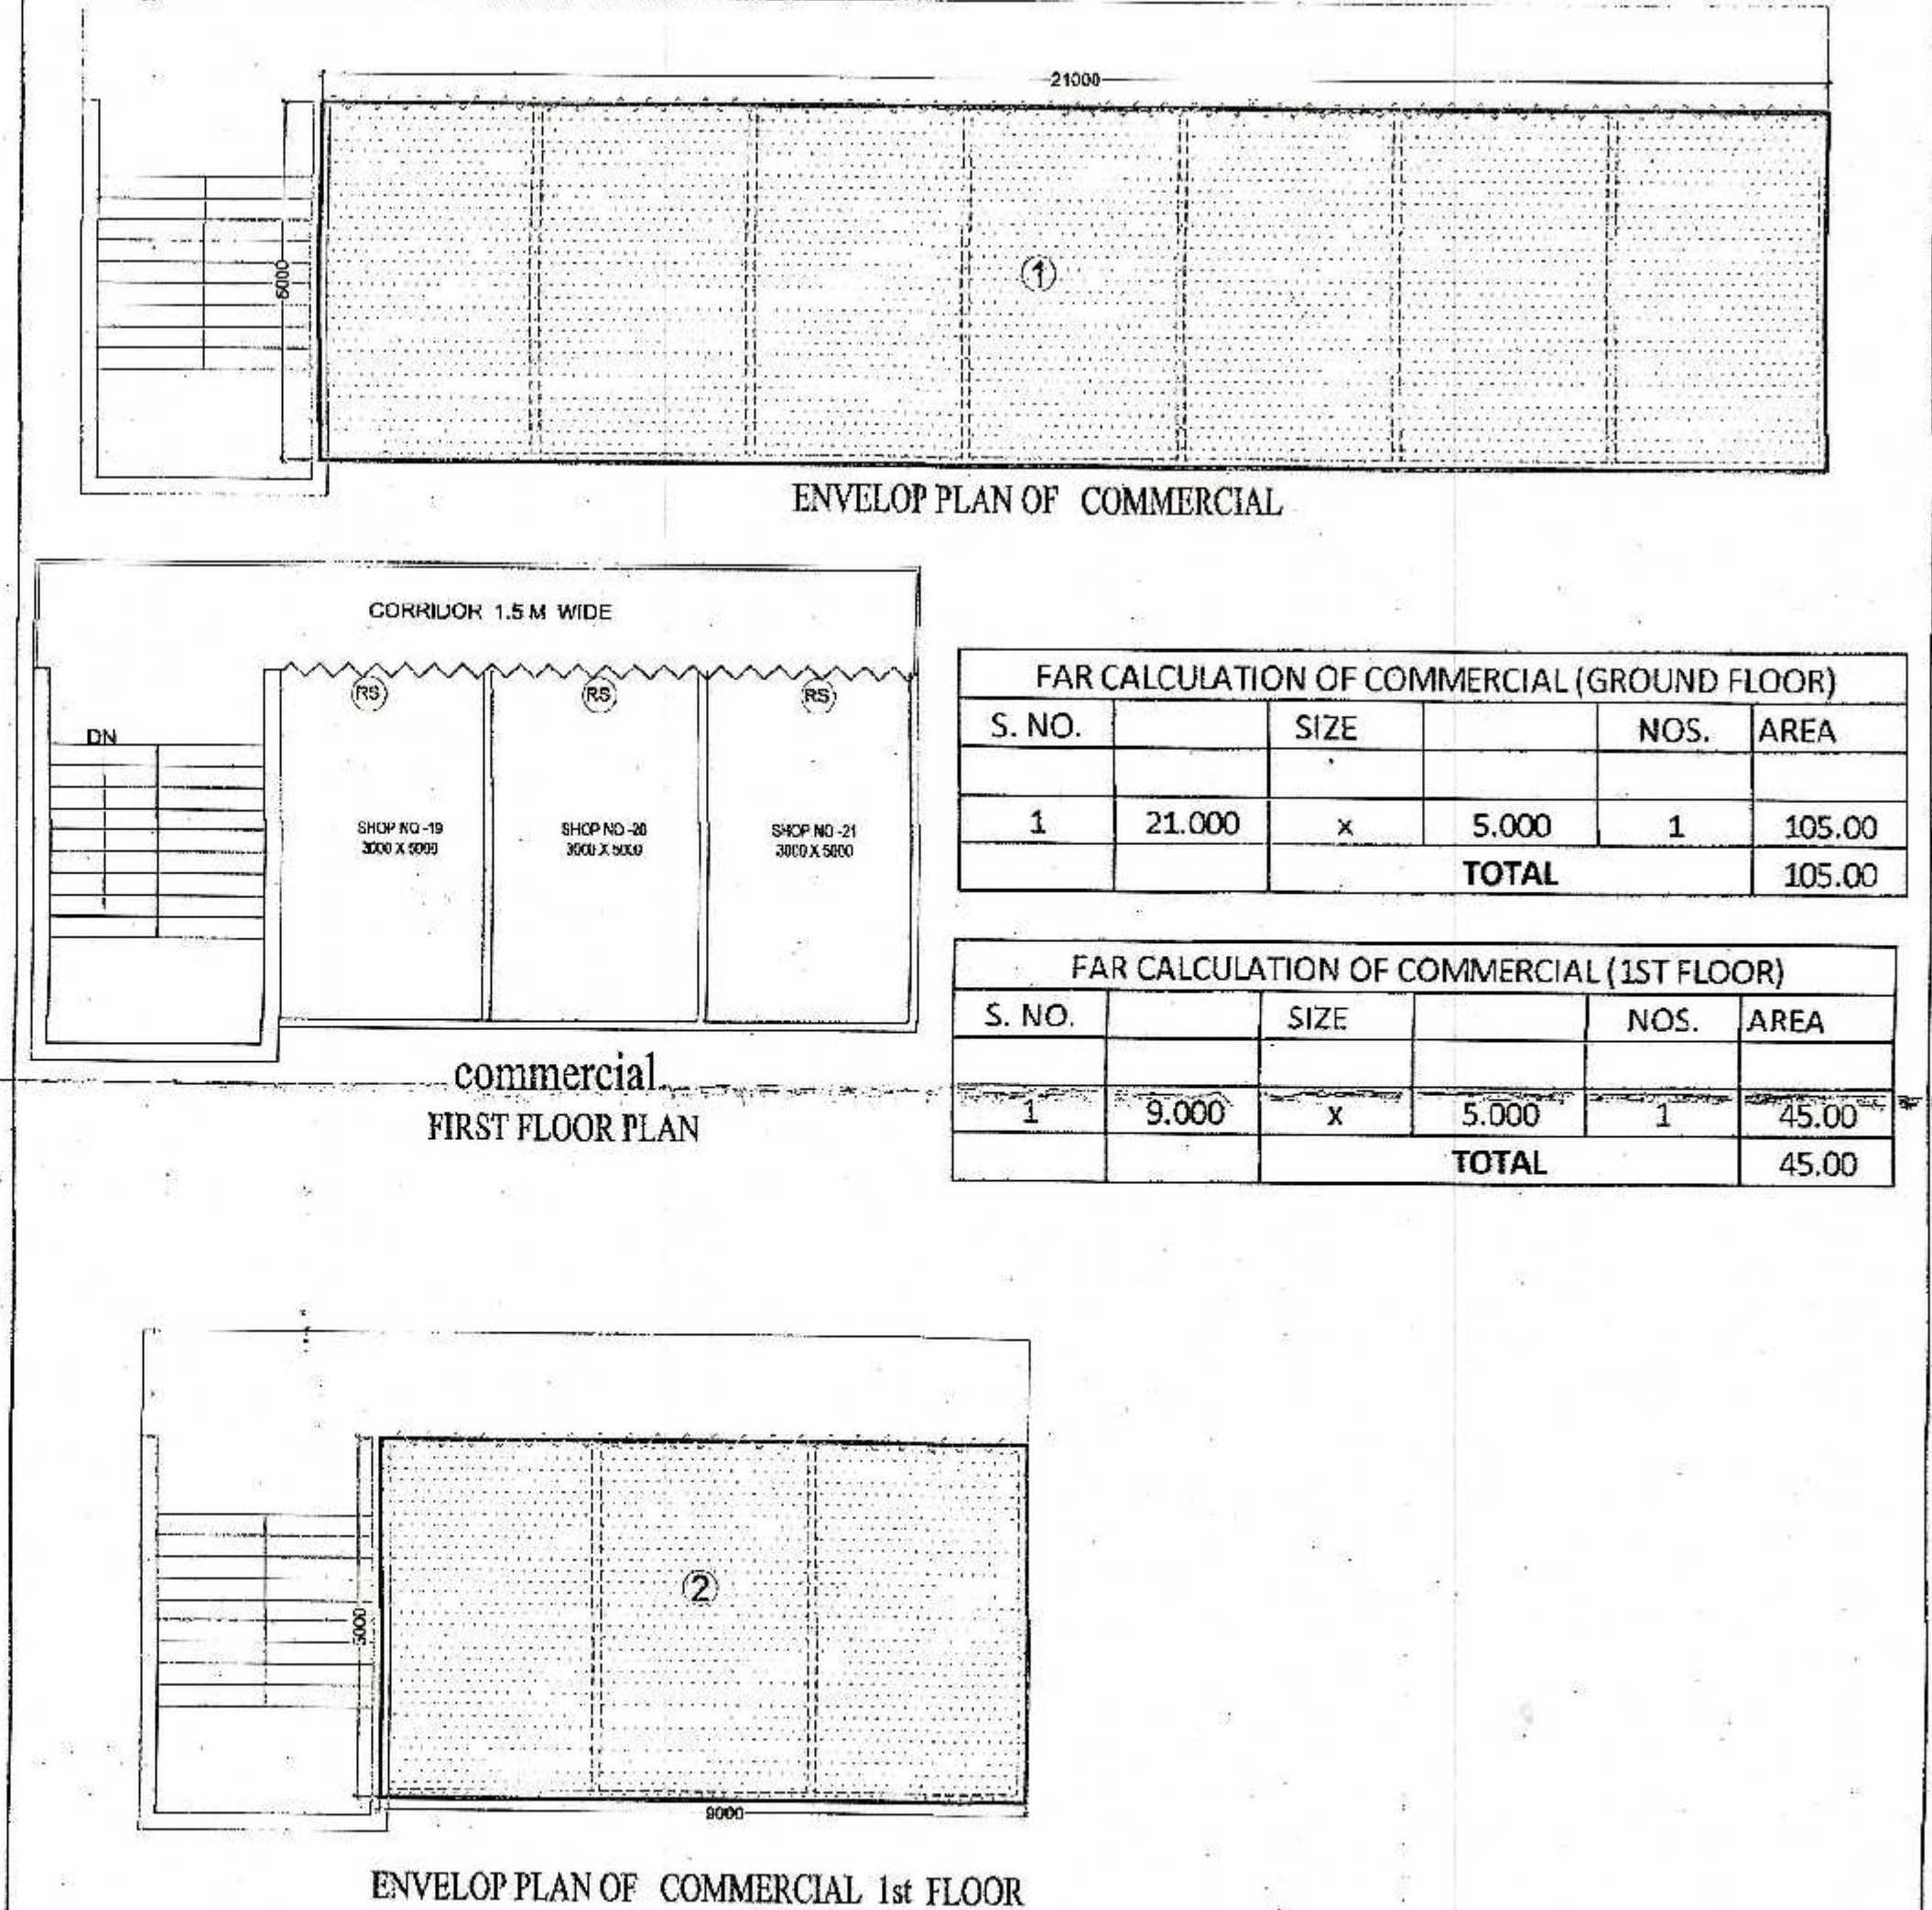 21000
5000
①
ENVELOP PLAN OF COMMERCIAL
CORRIDOR 1.5 M WIDE
RS RS RS
DN
SHOP NO -19
3000 X 5000
SHOP NO -20
3000 X 5000
SHOP NO -21
3000 X 5000
commercial
FIRST FLOOR PLAN
FAR CALCULATION OF COMMERCIAL (GROUND FLOOR)
S. NO. SIZE NOS. AREA
1 21.000 x 5.000 1 105.00
TOTAL 105.00
FAR CALCULATION OF COMMERCIAL (1ST FLOOR)
S. NO. SIZE NOS. AREA
1 9.000 x 5.000 1 45.00
TOTAL 45.00
②
5000
9000
ENVELOP PLAN OF COMMERCIAL 1st FLOOR